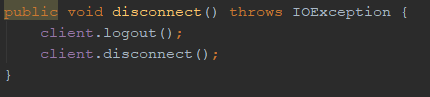 public void disconnect() throws IOException {
    client.logout();
    client.disconnect();
}